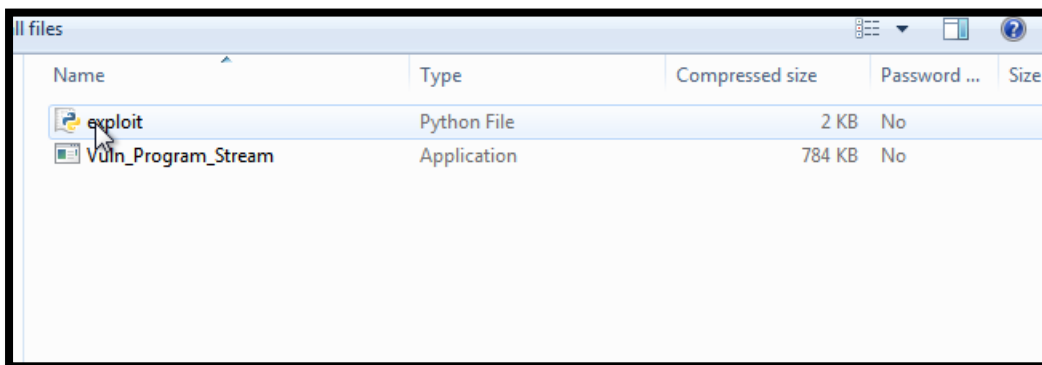 ll files
Name Type Compressed size Password ... Size
exploit Python File 2 KB No
Vuln_Program_Stream Application 784 KB No